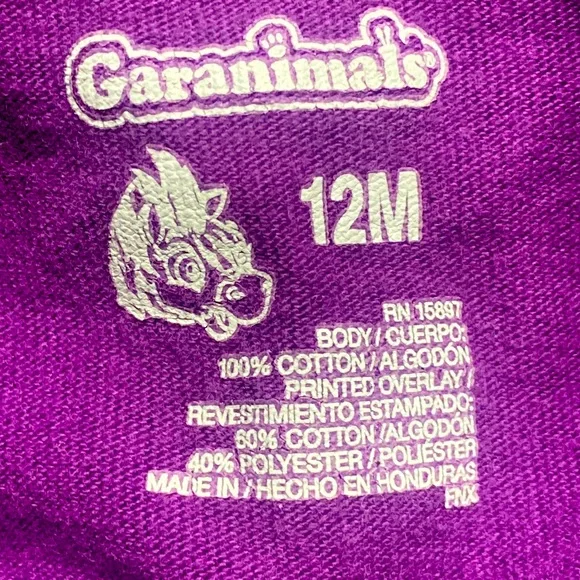 Garanimals
12M
RN 15897
BODY / CUERPO:
100% COTTON / ALGODÓN
PRINTED OVERLAY /
REVESTIMIENTO ESTAMPADO:
60% COTTON / ALGODÓN
40% POLYESTER / POLIÉSTER
MADE IN / HECHO EN HONDURAS
FNX